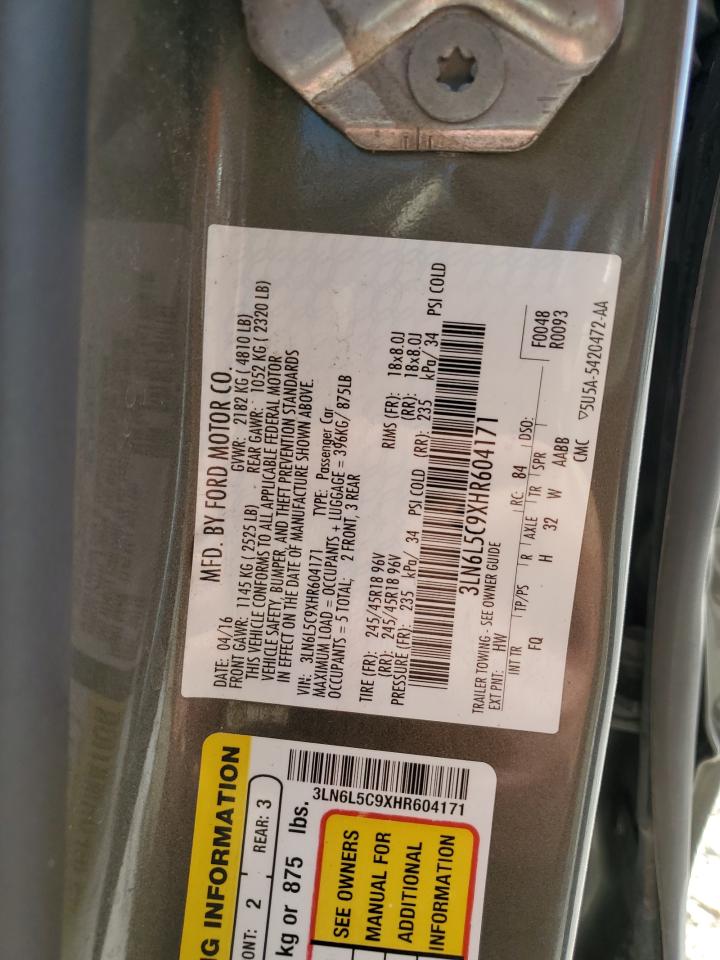 MFD. BY FORD MOTOR CO.
DATE: 04/16 GVWR: 2182 KG ( 4810 LB)
FRONT GAWR: 1145 KG ( 2525 LB) REAR GAWR: 1052 KG ( 2320 LB)
THIS VEHICLE CONFORMS TO ALL APPLICABLE FEDERAL MOTOR
VEHICLE SAFETY, BUMPER, AND THEFT PREVENTION STANDARDS
IN EFFECT ON THE DATE OF MANUFACTURE SHOWN ABOVE.
VIN: 3LN6L5C9XHR604171 TYPE: Passenger Car
MAXIMUM LOAD = OCCUPANTS + LUGGAGE = 396KG/ 875LB
OCCUPANTS = 5 TOTAL; 2 FRONT, 3 REAR
TIRE (FR): 245/45R18 96V RIMS (FR): 18x8.0J
(RR): 245/45R18 96V (RR): 18x8.0J
PRESSURE (FR): 235 kPa/ 34 PSI COLD (RR): 235 kPa/ 34 PSI COLD
3LN6L5C9XHR604171
TRAILER TOWING - SEE OWNER GUIDE
EXT PNT: HW RC: 84 DSO: F0048
R0093
INT TR TP/PS R AXLE TR SPR
FQ H 32 W AABB
CMC
▽5U5A-5420472-AA
NG INFORMATION
ONT: 2 REAR: 3
kg or 875 lbs.
3LN6L5C9XHR604171
SEE OWNERS
MANUAL FOR
ADDITIONAL
INFORMATION